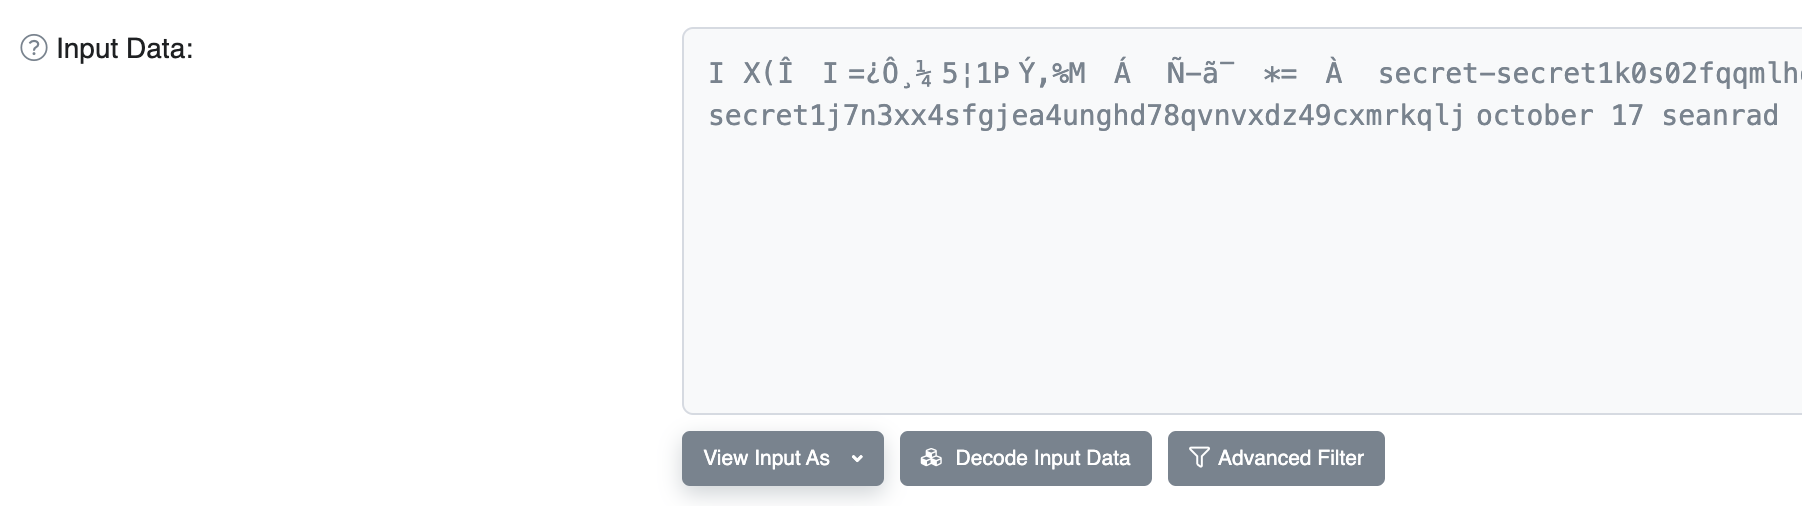 Input Data:
I X(Î I =¿Ô¸¼ 5¦1Þ Ý,%M Á Ñ–ã¯ *= À secret-secret1k0s02fqqmlh
secret1j7n3xx4sfgjea4unghd78qvnvxdz49cxmrkqlj october 17 seanrad
View Input As
Decode Input Data
Advanced Filter